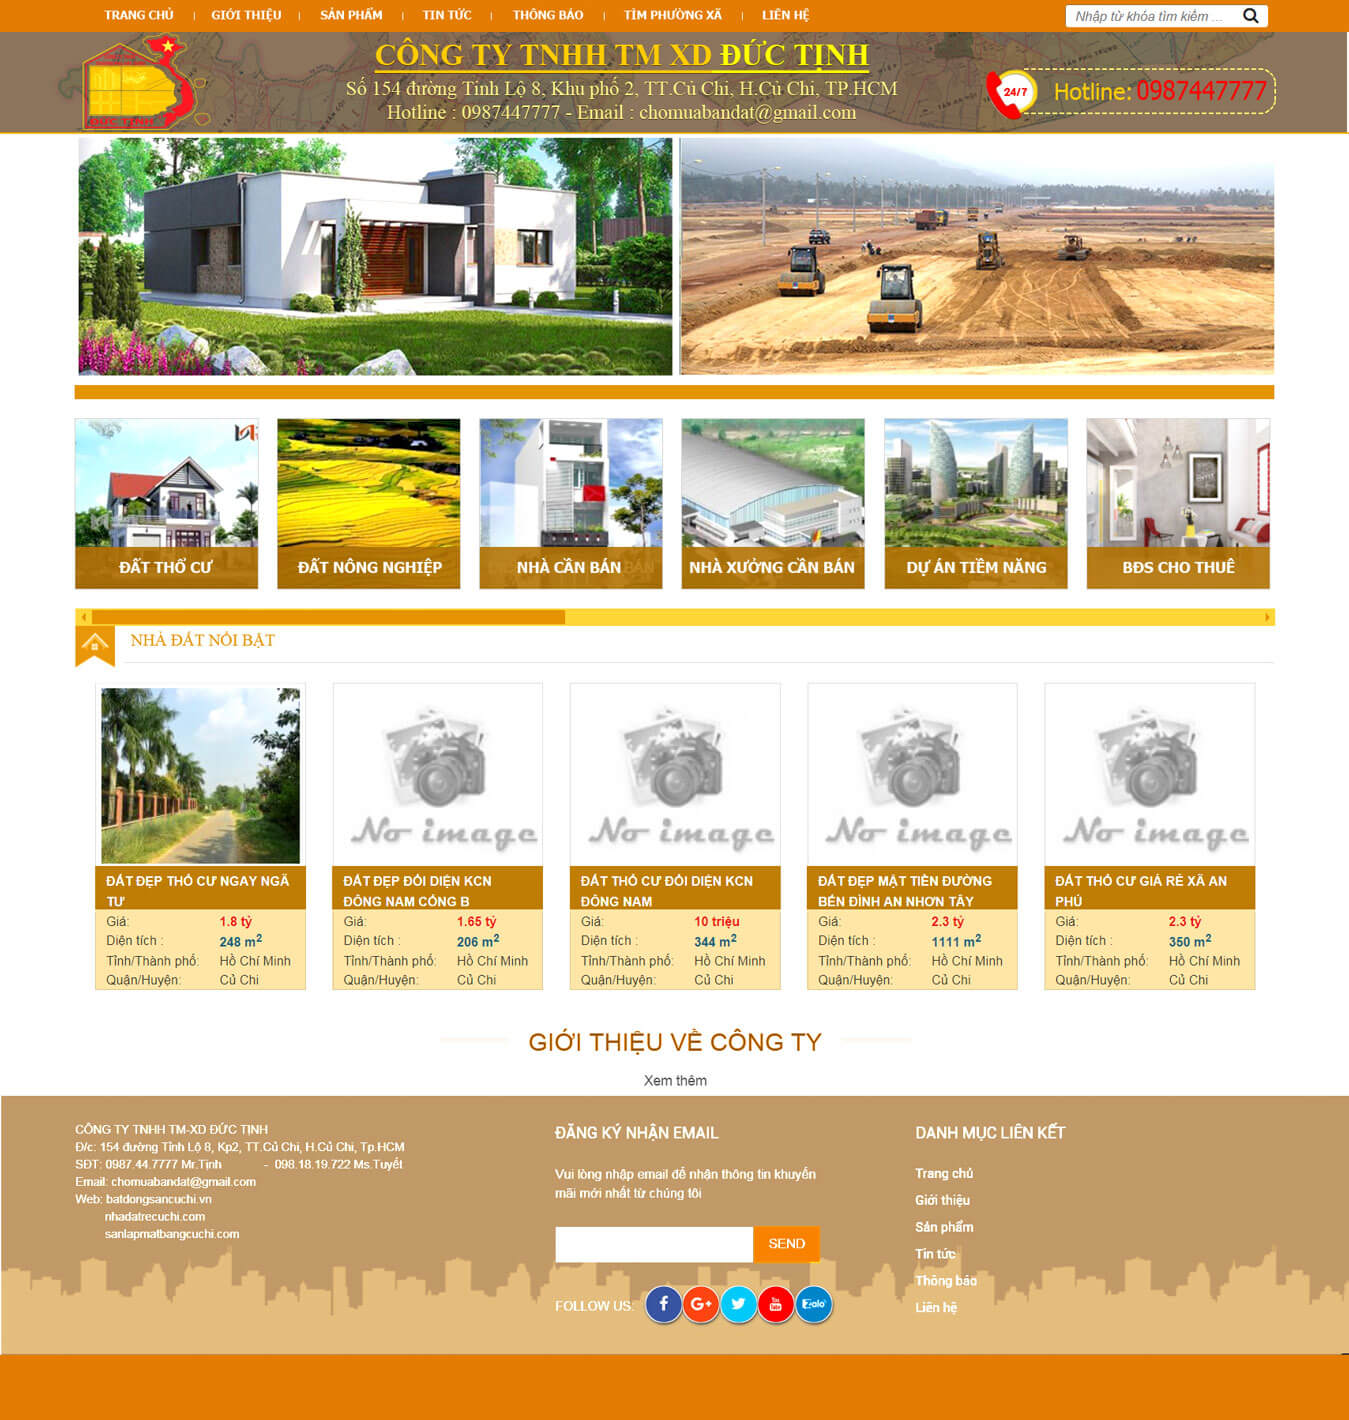 TRANG CHỦ
GIỚI THIỆU
SẢN PHẨM
TIN TỨC
THÔNG BÁO
TÌM PHƯỜNG XÃ
LIÊN HỆ
Nhập từ khóa tìm kiếm ...
CÔNG TY TNHH TM XD ĐỨC TỊNH
Số 154 đường Tỉnh Lộ 8, Khu phố 2, TT.Củ Chi, H.Củ Chi, TP.HCM
Hotline : 0987447777 - Email : chomuabandat@gmail.com
ĐỨC TỊNH
24/7
Hotline: 0987447777
ĐẤT THỔ CƯ
ĐẤT NÔNG NGHIỆP
NHÀ CẦN BÁN
NHÀ XƯỞNG CẦN BÁN
DỰ ÁN TIỀM NĂNG
BĐS CHO THUÊ
NHÀ ĐẤT NỔI BẬT
No image
No image
No image
No image
ĐẤT ĐẸP THỔ CƯ NGAY NGÃ
TƯ
Giá: 1.8 tỷ
Diện tích : 248 m2
Tỉnh/Thành phố: Hồ Chí Minh
Quận/Huyện: Củ Chi
ĐẤT ĐẸP ĐỐI DIỆN KCN
ĐÔNG NAM CỔNG B
Giá: 1.65 tỷ
Diện tích : 206 m2
Tỉnh/Thành phố: Hồ Chí Minh
Quận/Huyện: Củ Chi
ĐẤT THỔ CƯ ĐỐI DIỆN KCN
ĐÔNG NAM
Giá: 10 triệu
Diện tích : 344 m2
Tỉnh/Thành phố: Hồ Chí Minh
Quận/Huyện: Củ Chi
ĐẤT ĐẸP MẶT TIỀN ĐƯỜNG
BẾN ĐÌNH AN NHƠN TÂY
Giá: 2.3 tỷ
Diện tích : 1111 m2
Tỉnh/Thành phố: Hồ Chí Minh
Quận/Huyện: Củ Chi
ĐẤT THỔ CƯ GIÁ RẺ XÃ AN
PHÚ
Giá: 2.3 tỷ
Diện tích : 350 m2
Tỉnh/Thành phố: Hồ Chí Minh
Quận/Huyện: Củ Chi
GIỚI THIỆU VỀ CÔNG TY
Xem thêm
CÔNG TY TNHH TM-XD ĐỨC TỊNH
Đ/c: 154 đường Tỉnh Lộ 8, Kp2, TT.Củ Chi, H.Củ Chi, Tp.HCM
SĐT: 0987.44.7777 Mr.Tịnh - 098.18.19.722 Ms.Tuyết
Email: chomuabandat@gmail.com
Web: batdongsancuchi.vn
nhadatrecuchi.com
sanlapmatbangcuchi.com
ĐĂNG KÝ NHẬN EMAIL
Vui lòng nhập email để nhận thông tin khuyến
mãi mới nhất từ chúng tôi
SEND
FOLLOW US:
Zalo
DANH MỤC LIÊN KẾT
Trang chủ
Giới thiệu
Sản phẩm
Tin tức
Thông báo
Liên hệ